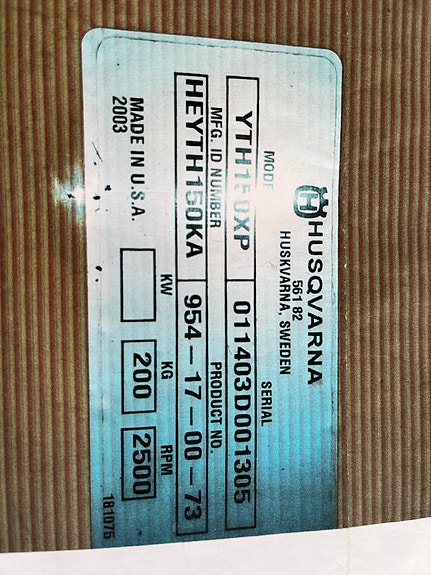 HUSQVARNA
561 82
HUSKVARNA, SWEDEN
MODE SERIAL
YTH150XP 011403D001305
MFG. ID NUMBER PRODUCT NO.
HEYTH150KA 954-17-00-73
KW KG RPM
200 2500
MADE IN U.S.A.
2003
181075